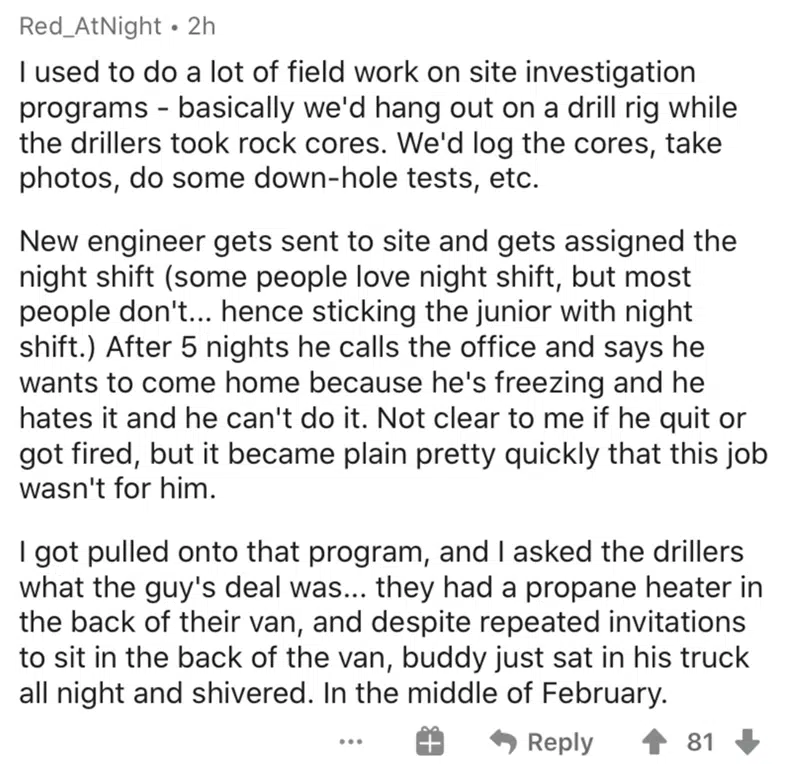 Red_AtNight • 2h
I used to do a lot of field work on site investigation
programs - basically we'd hang out on a drill rig while
the drillers took rock cores. We'd log the cores, take
photos, do some down-hole tests, etc.
New engineer gets sent to site and gets assigned the
night shift (some people love night shift, but most
people don't... hence sticking the junior with night
shift.) After 5 nights he calls the office and says he
wants to come home because he's freezing and he
hates it and he can't do it. Not clear to me if he quit or
got fired, but it became plain pretty quickly that this job
wasn't for him.
I got pulled onto that program, and I asked the drillers
what the guy's deal was... they had a propane heater in
the back of their van, and despite repeated invitations
to sit in the back of the van, buddy just sat in his truck
all night and shivered. In the middle of February.
... Reply 81